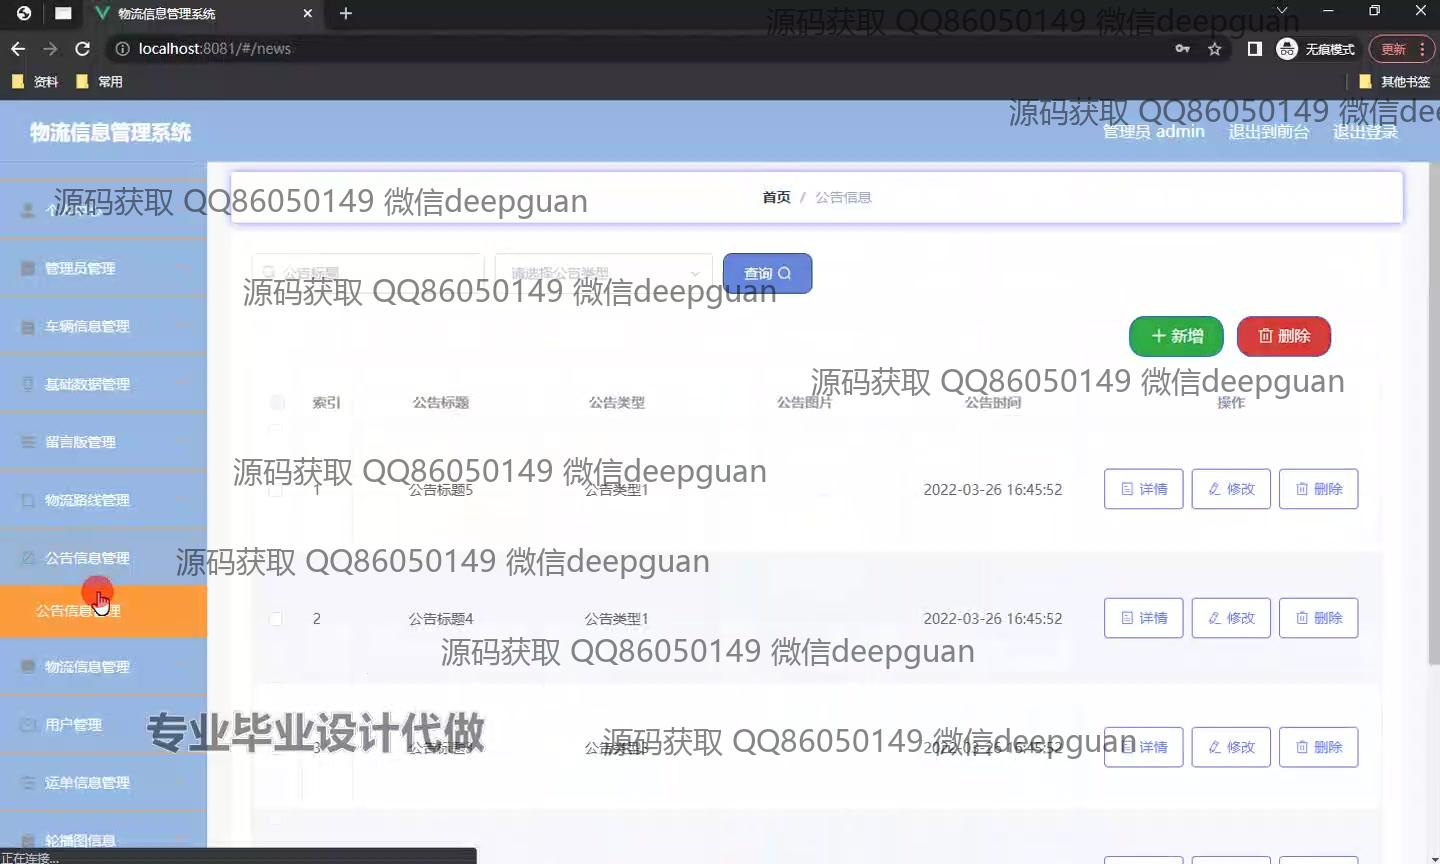 物流信息管理系统
源码获取 QQ86050149 微信deepguan
localhost:8081/#/news
无痕模式
更新
资料
常用
其他书签
源码获取 QQ86050149 微信dee
物流信息管理系统
管理员 admin
退出到前台
退出登录
源码获取 QQ86050149 微信deepguan
首页 / 公告信息
管理员管理
公告标题
请选择公告类型
查询
源码获取 QQ86050149 微信deepguan
车辆信息管理
新增
删除
基础数据管理
源码获取 QQ86050149 微信deepguan
索引 公告标题 公告类型 公告图片 公告时间 操作
留言版管理
源码获取 QQ86050149 微信deepguan
物流路线管理
1 公告标题5 公告类型1 2022-03-26 16:45:52 详情 修改 删除
公告信息管理
源码获取 QQ86050149 微信deepguan
公告信息管理
2 公告标题4 公告类型1 2022-03-26 16:45:52 详情 修改 删除
源码获取 QQ86050149 微信deepguan
物流信息管理
用户管理
专业毕业设计代做
源码获取 QQ86050149 微信deepguan
3 2022-03-26 16:45:52 详情 修改 删除
运单信息管理
轮播图信息
正在连接...